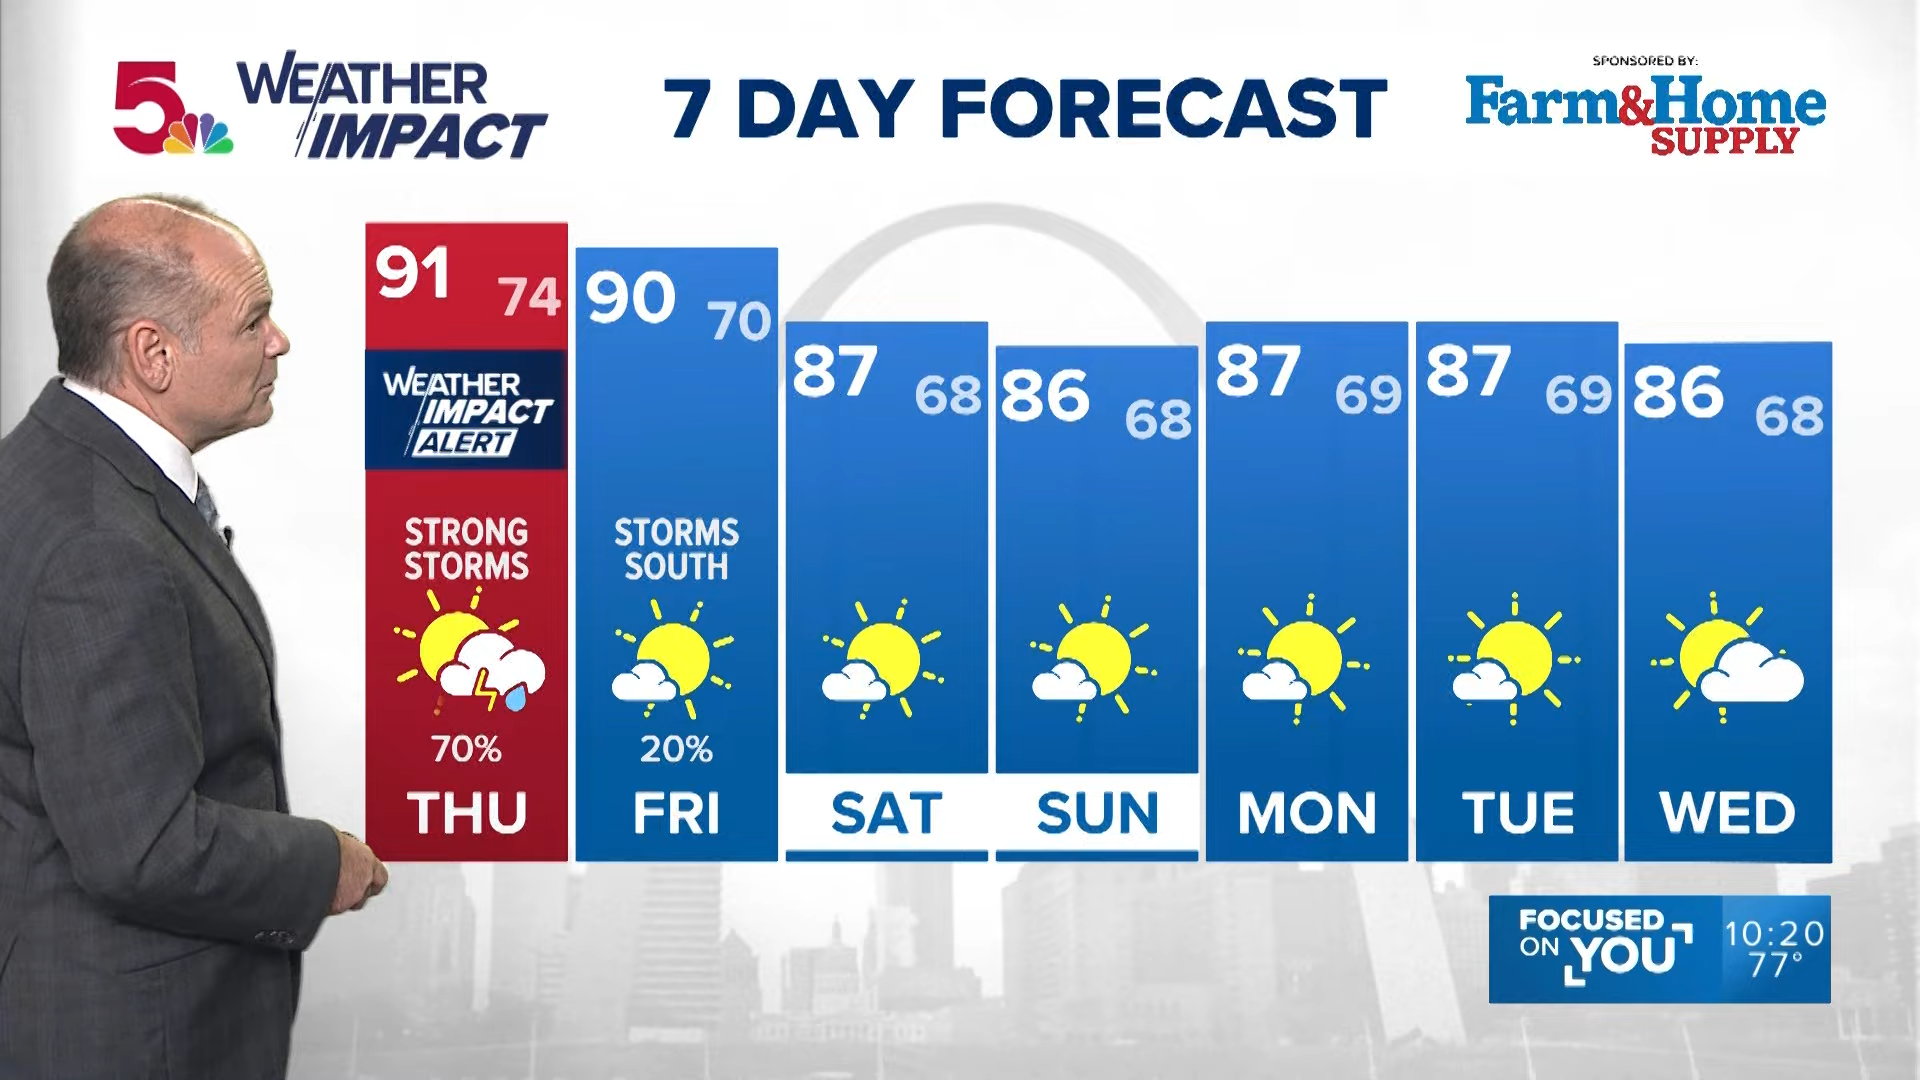 5
WEATHER
IMPACT
7 DAY FORECAST
SPONSORED BY:
Farm&Home
SUPPLY
91 74
WEATHER
IMPACT
ALERT
STRONG
STORMS
70%
THU
90 70
STORMS
SOUTH
20%
FRI
87 68
SAT
86 68
SUN
87 69
MON
87 69
TUE
86 68
WED
FOCUSED
ON YOU
10:20
77°